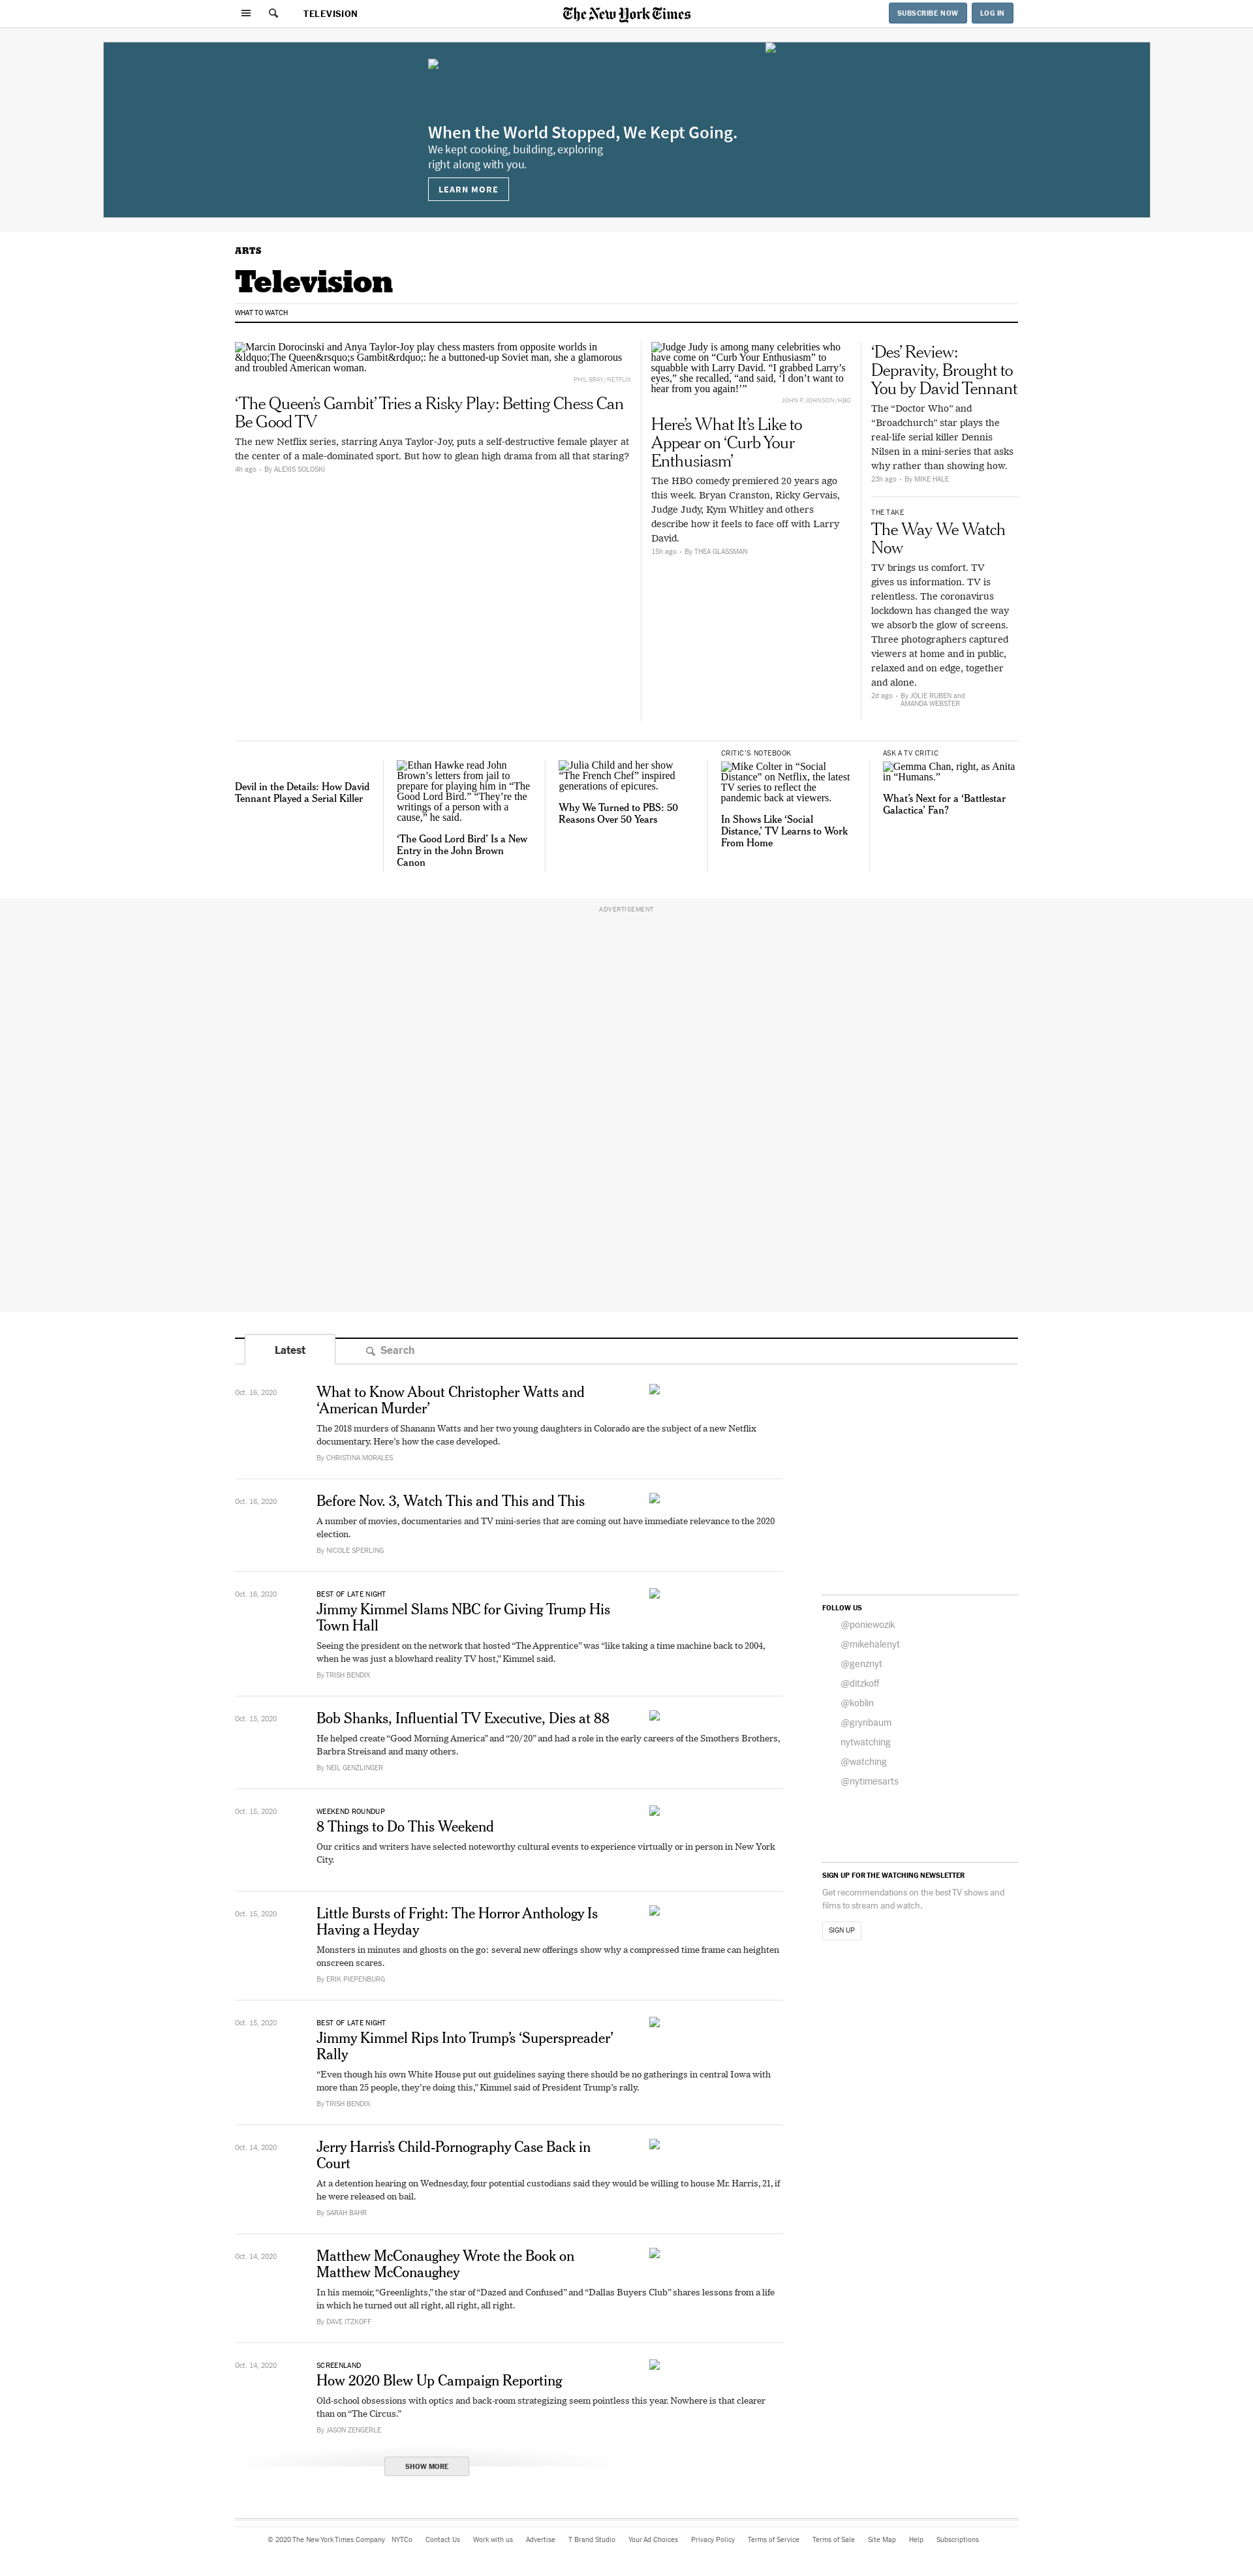 TELEVISION
The New York Times
SUBSCRIBE NOW
LOG IN
When the World Stopped, We Kept Going.
We kept cooking, building, exploring
right along with you.
LEARN MORE
ARTS
Television
WHAT TO WATCH
Marcin Dorocinski and Anya Taylor-Joy play chess masters from opposite worlds in
&ldquo;The Queen&rsquo;s Gambit&rdquo;: he a buttoned-up Soviet man, she a glamorous
and troubled American woman.
PHIL BRAY/NETFLIX
‘The Queen’s Gambit’ Tries a Risky Play: Betting Chess Can
Be Good TV
The new Netflix series, starring Anya Taylor-Joy, puts a self-destructive female player at
the center of a male-dominated sport. But how to glean high drama from all that staring?
4h ago · By ALEXIS SOLOSKI
Judge Judy is among many celebrities who
have come on “Curb Your Enthusiasm” to
squabble with Larry David. “I grabbed Larry’s
eyes,” she recalled, “and said, ‘I don’t want to
hear from you again!’”
JOHN P. JOHNSON/HBO
Here’s What It’s Like to
Appear on ‘Curb Your
Enthusiasm’
The HBO comedy premiered 20 years ago
this week. Bryan Cranston, Ricky Gervais,
Judge Judy, Kym Whitley and others
describe how it feels to face off with Larry
David.
15h ago · By THEA GLASSMAN
‘Des’ Review:
Depravity, Brought to
You by David Tennant
The “Doctor Who” and
“Broadchurch” star plays the
real-life serial killer Dennis
Nilsen in a mini-series that asks
why rather than showing how.
23h ago · By MIKE HALE
THE TAKE
The Way We Watch
Now
TV brings us comfort. TV
gives us information. TV is
relentless. The coronavirus
lockdown has changed the way
we absorb the glow of screens.
Three photographers captured
viewers at home and in public,
relaxed and on edge, together
and alone.
2d ago · By JOLIE RUBEN and
AMANDA WEBSTER
Devil in the Details: How David
Tennant Played a Serial Killer
Ethan Hawke read John
Brown’s letters from jail to
prepare for playing him in “The
Good Lord Bird.” “They’re the
writings of a person with a
cause,” he said.
‘The Good Lord Bird’ Is a New
Entry in the John Brown
Canon
Julia Child and her show
“The French Chef” inspired
generations of epicures.
Why We Turned to PBS: 50
Reasons Over 50 Years
CRITIC’S NOTEBOOK
Mike Colter in “Social
Distance” on Netflix, the latest
TV series to reflect the
pandemic back at viewers.
In Shows Like ‘Social
Distance,’ TV Learns to Work
From Home
ASK A TV CRITIC
Gemma Chan, right, as Anita
in “Humans.”
What’s Next for a ‘Battlestar
Galactica’ Fan?
ADVERTISEMENT
Latest
Search
Oct. 16, 2020
What to Know About Christopher Watts and
‘American Murder’
The 2018 murders of Shanann Watts and her two young daughters in Colorado are the subject of a new Netflix
documentary. Here’s how the case developed.
By CHRISTINA MORALES
Oct. 16, 2020
Before Nov. 3, Watch This and This and This
A number of movies, documentaries and TV mini-series that are coming out have immediate relevance to the 2020
election.
By NICOLE SPERLING
Oct. 16, 2020
BEST OF LATE NIGHT
Jimmy Kimmel Slams NBC for Giving Trump His
Town Hall
Seeing the president on the network that hosted “The Apprentice” was “like taking a time machine back to 2004,
when he was just a blowhard reality TV host,” Kimmel said.
By TRISH BENDIX
Oct. 15, 2020
Bob Shanks, Influential TV Executive, Dies at 88
He helped create “Good Morning America” and “20/20” and had a role in the early careers of the Smothers Brothers,
Barbra Streisand and many others.
By NEIL GENZLINGER
Oct. 15, 2020
WEEKEND ROUNDUP
8 Things to Do This Weekend
Our critics and writers have selected noteworthy cultural events to experience virtually or in person in New York
City.
Oct. 15, 2020
Little Bursts of Fright: The Horror Anthology Is
Having a Heyday
Monsters in minutes and ghosts on the go: several new offerings show why a compressed time frame can heighten
onscreen scares.
By ERIK PIEPENBURG
Oct. 15, 2020
BEST OF LATE NIGHT
Jimmy Kimmel Rips Into Trump’s ‘Superspreader’
Rally
“Even though his own White House put out guidelines saying there should be no gatherings in central Iowa with
more than 25 people, they’re doing this,” Kimmel said of President Trump’s rally.
By TRISH BENDIX
Oct. 14, 2020
Jerry Harris’s Child-Pornography Case Back in
Court
At a detention hearing on Wednesday, four potential custodians said they would be willing to house Mr. Harris, 21, if
he were released on bail.
By SARAH BAHR
Oct. 14, 2020
Matthew McConaughey Wrote the Book on
Matthew McConaughey
In his memoir, “Greenlights,” the star of “Dazed and Confused” and “Dallas Buyers Club” shares lessons from a life
in which he turned out all right, all right, all right.
By DAVE ITZKOFF
Oct. 14, 2020
SCREENLAND
How 2020 Blew Up Campaign Reporting
Old-school obsessions with optics and back-room strategizing seem pointless this year. Nowhere is that clearer
than on “The Circus.”
By JASON ZENGERLE
SHOW MORE
FOLLOW US
@poniewozik
@mikehalenyt
@genznyt
@ditzkoff
@koblin
@grynbaum
nytwatching
@watching
@nytimesarts
SIGN UP FOR THE WATCHING NEWSLETTER
Get recommendations on the best TV shows and
films to stream and watch.
SIGN UP
© 2020 The New York Times Company NYTCo Contact Us Work with us Advertise T Brand Studio Your Ad Choices Privacy Policy Terms of Service Terms of Sale Site Map Help Subscriptions